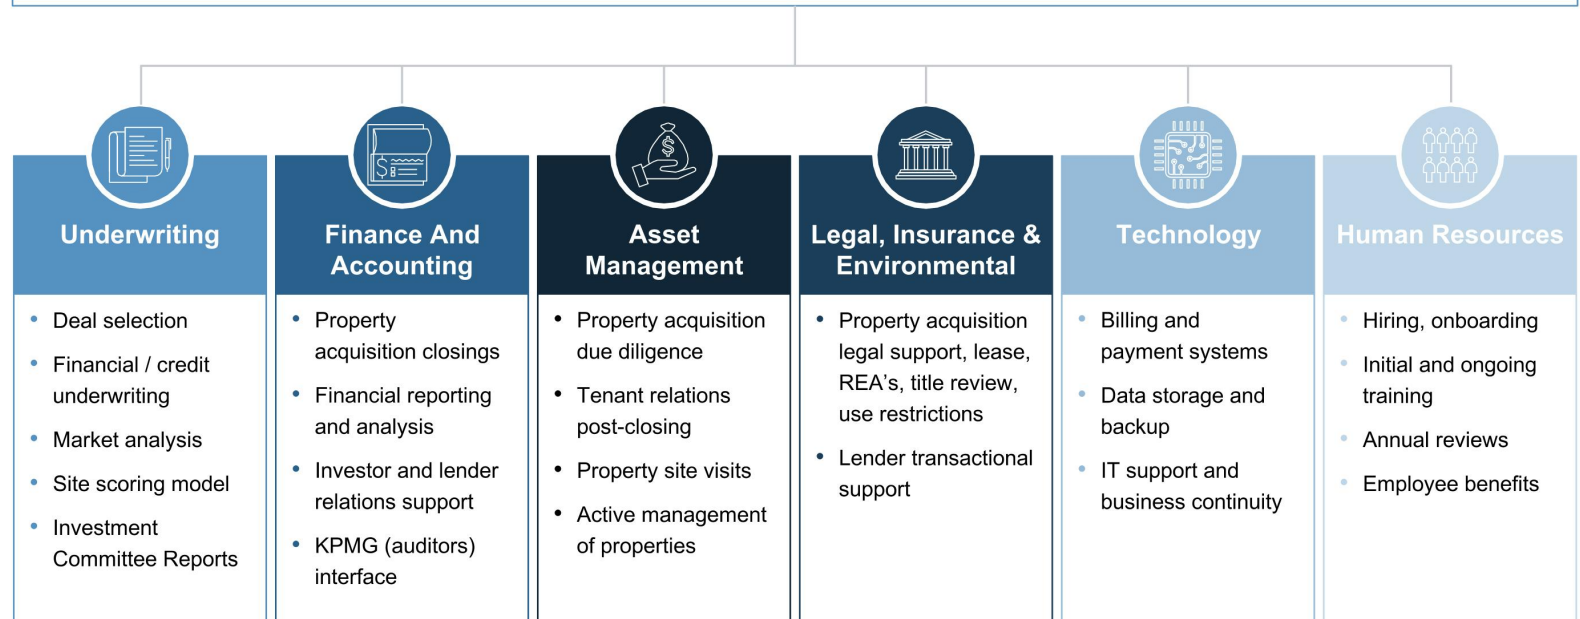 Underwriting
Deal selection
Financial / credit
underwriting
Market analysis
Site scoring model
Investment
Committee Reports
Finance And
Accounting
Property
acquisition closings
Financial reporting
and analysis
Investor and lender
relations support
KPMG (auditors)
interface
Asset
Management
Property acquisition
due diligence
Tenant relations
post-closing
Property site visits
Active management
of properties
Legal, Insurance &
Environmental
Property acquisition
legal support, lease,
REA’s, title review,
use restrictions
Lender transactional
support
Technology
Billing and
payment systems
Data storage and
backup
IT support and
business continuity
Human Resources
Hiring, onboarding
Initial and ongoing
training
Annual reviews
Employee benefits